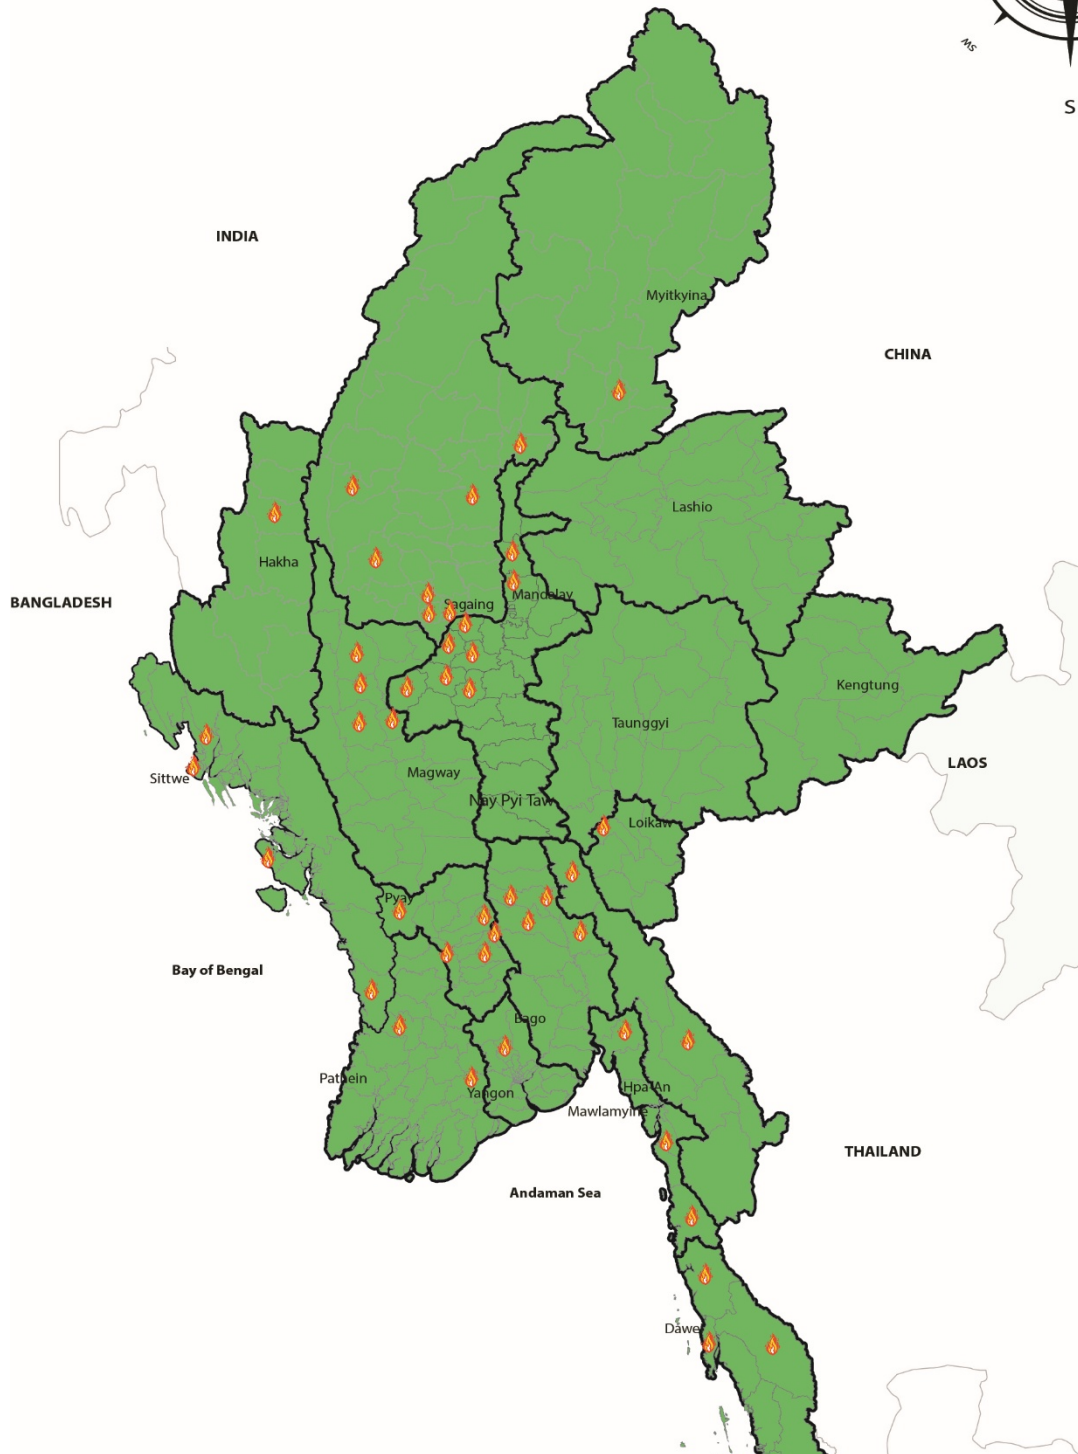 SW
S
INDIA
Myitkyina
CHINA
Lashio
Hakha
Mandalay
BANGLADESH
Sagaing
Kengtung
Taunggyi
LAOS
Magway
Sittwe
Nay Pyi Taw
Loikaw
Pyay
Bay of Bengal
Bago
Pathein
Hpa-An
Yangon
Mawlamyine
THAILAND
Andaman Sea
Dawei